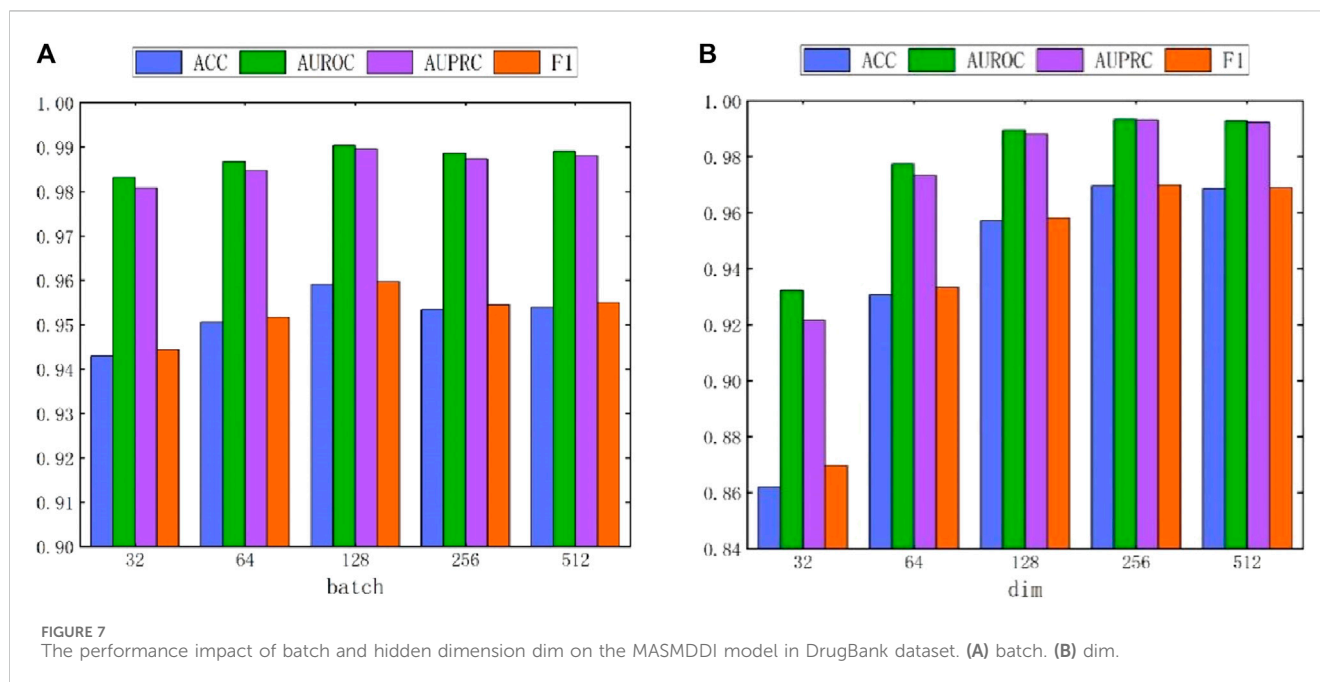 A
ACC AUROC AUPRC F1
1.00
0.99
0.98
0.97
0.96
0.95
0.94
0.93
0.92
0.91
0.90
32 64 128 256 512
batch
B
ACC AUROC AUPRC F1
1.00
0.98
0.96
0.94
0.92
0.90
0.88
0.86
0.84
32 64 128 256 512
dim
FIGURE 7
The performance impact of batch and hidden dimension dim on the MASMDDI model in DrugBank dataset. (A) batch. (B) dim.